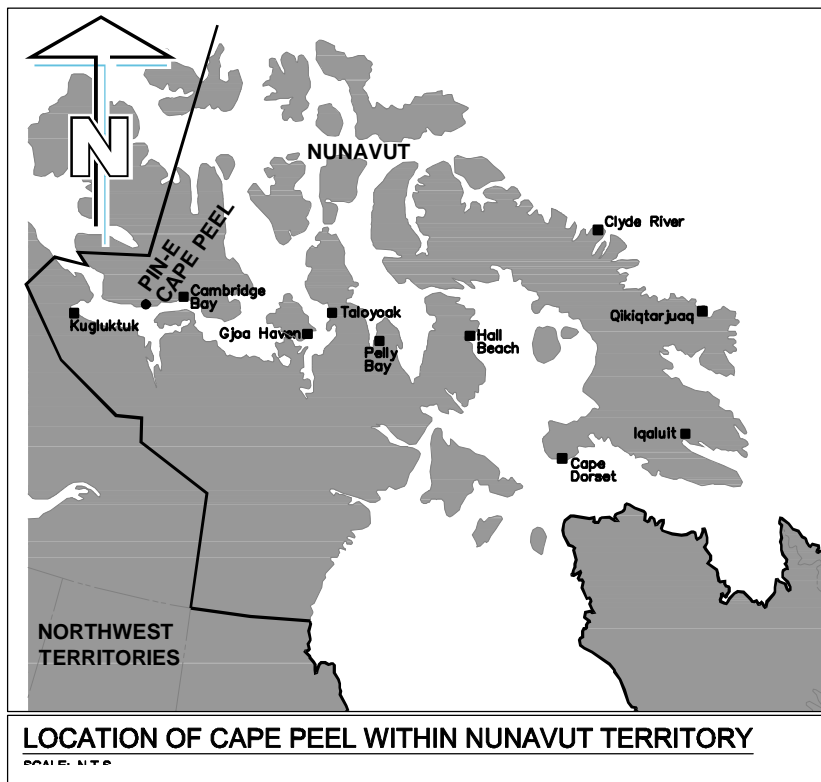 N
NUNAVUT
PIN-E
CAPE PEEL
Clyde River
Cambridge
Bay
Kugluktuk
Taloyoak
Gjoa Haven
Pelly
Bay
Hall
Beach
Qikiqtarjuaq
Iqaluit
Cape
Dorset
NORTHWEST
TERRITORIES
LOCATION OF CAPE PEEL WITHIN NUNAVUT TERRITORY
SCALE: N.T.S.